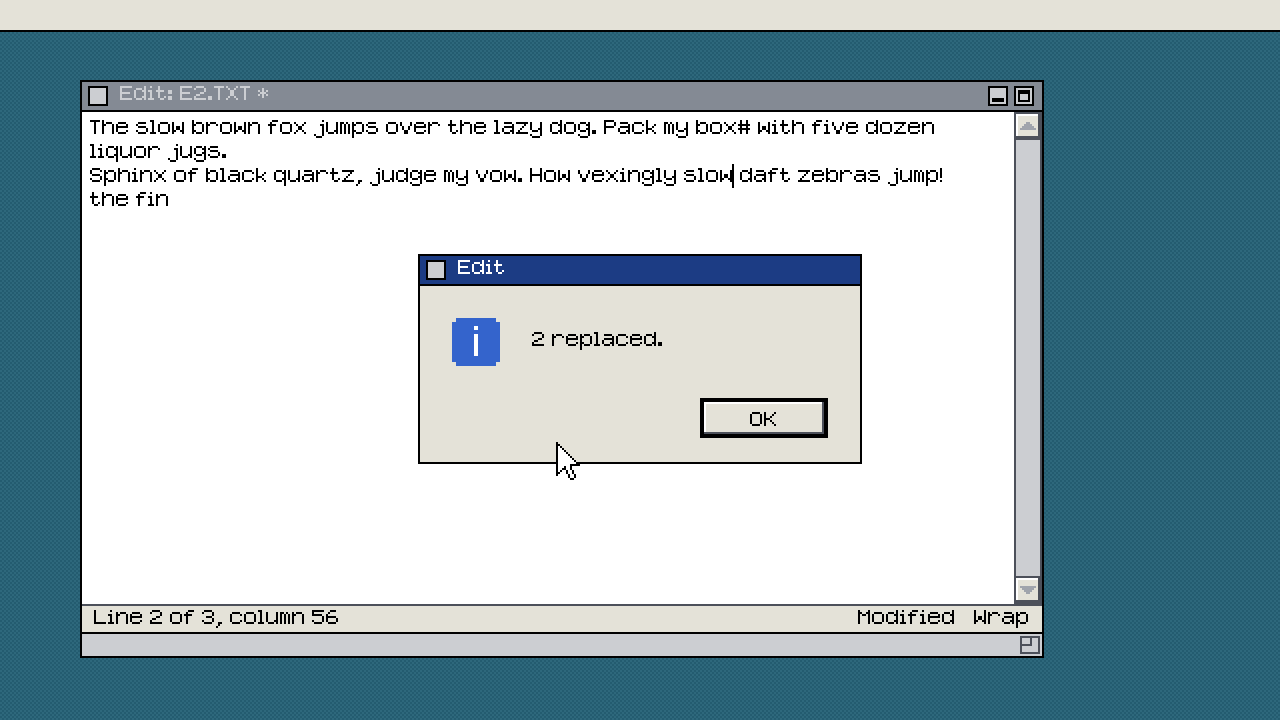 Edit: E2.TXT *
The slow brown fox jumps over the lazy dog. Pack my box# with five dozen
liquor jugs.
Sphinx of black quartz, judge my vow. How vexingly slow daft zebras jump!
the fin
Edit
i
2 replaced.
OK
Line 2 of 3, column 56
Modified Wrap